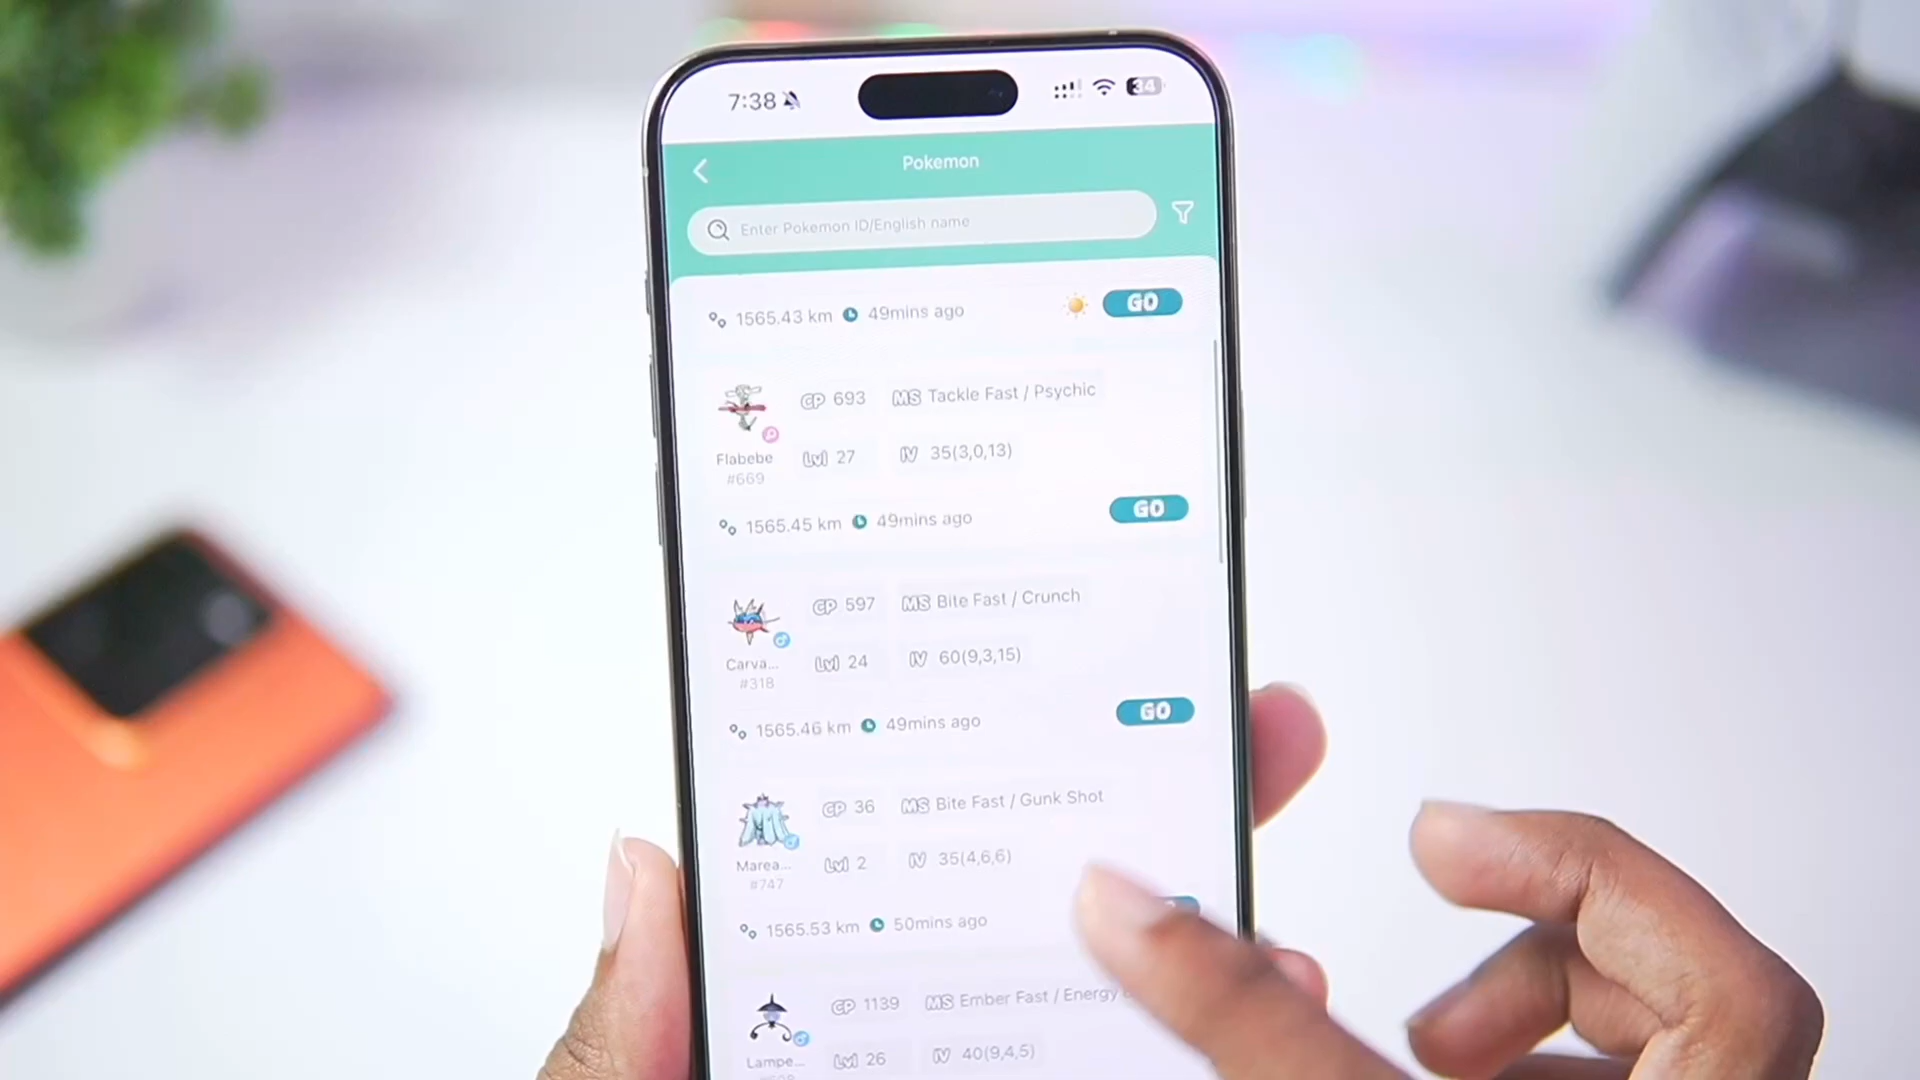 7:38
34
Pokemon
Enter Pokemon ID/English name
1565.43 km 49mins ago GO
CP 693 MS Tackle Fast / Psychic
Flabebe Lvl 27 IV 35(3,0,13)
#669
1565.45 km 49mins ago GO
CP 597 MS Bite Fast / Crunch
Carva... Lvl 24 IV 60(9,3,15)
#318
1565.46 km 49mins ago GO
CP 36 MS Bite Fast / Gunk Shot
Marea... Lvl 2 IV 35(4,6,6)
#747
1565.53 km 50mins ago
CP 1139 MS Ember Fast / Energy
Lampe... Lvl 26 IV 40(9,4,5)